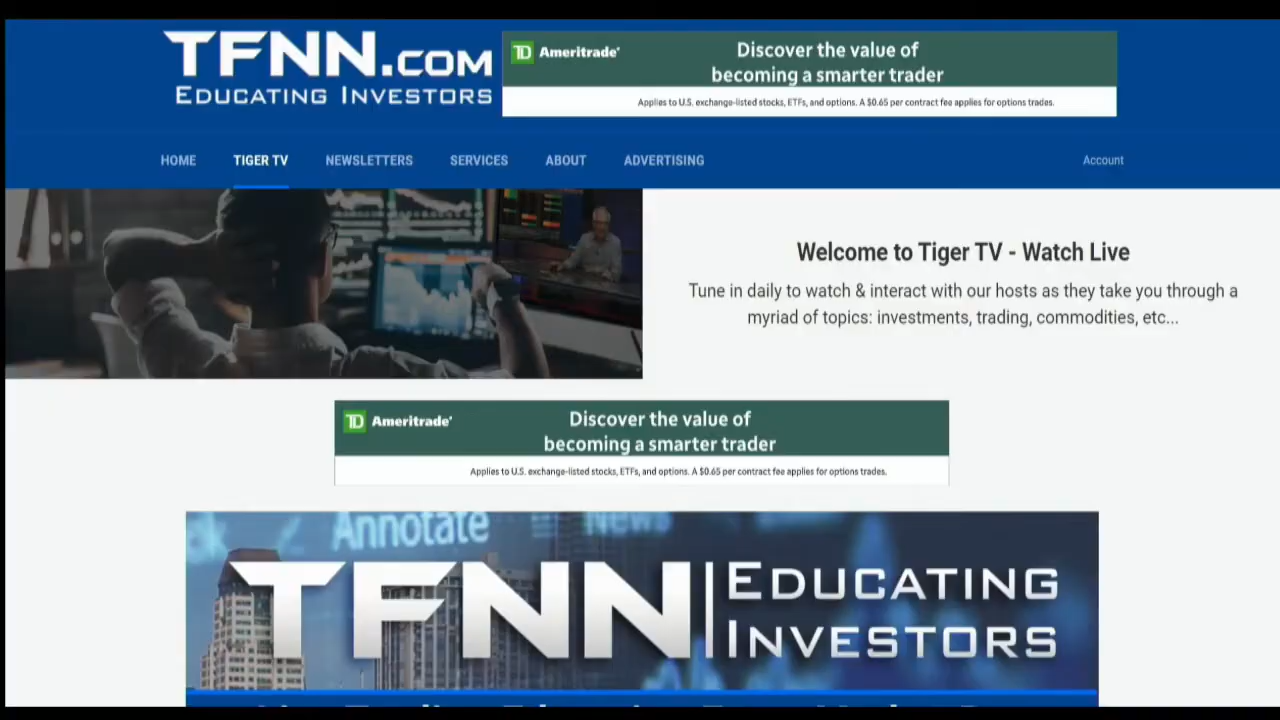 TFNN.COM
EDUCATING INVESTORS
TD Ameritrade
Discover the value of
becoming a smarter trader
Applies to U.S. exchange-listed stocks, ETFs, and options. A $0.65 per contract fee applies for options trades.
HOME TIGER TV NEWSLETTERS SERVICES ABOUT ADVERTISING Account
Welcome to Tiger TV - Watch Live
Tune in daily to watch & interact with our hosts as they take you through a
myriad of topics: investments, trading, commodities, etc...
TD Ameritrade
Discover the value of
becoming a smarter trader
Applies to U.S. exchange-listed stocks, ETFs, and options. A $0.65 per contract fee applies for options trades.
Annotate News
TFNN EDUCATING
INVESTORS